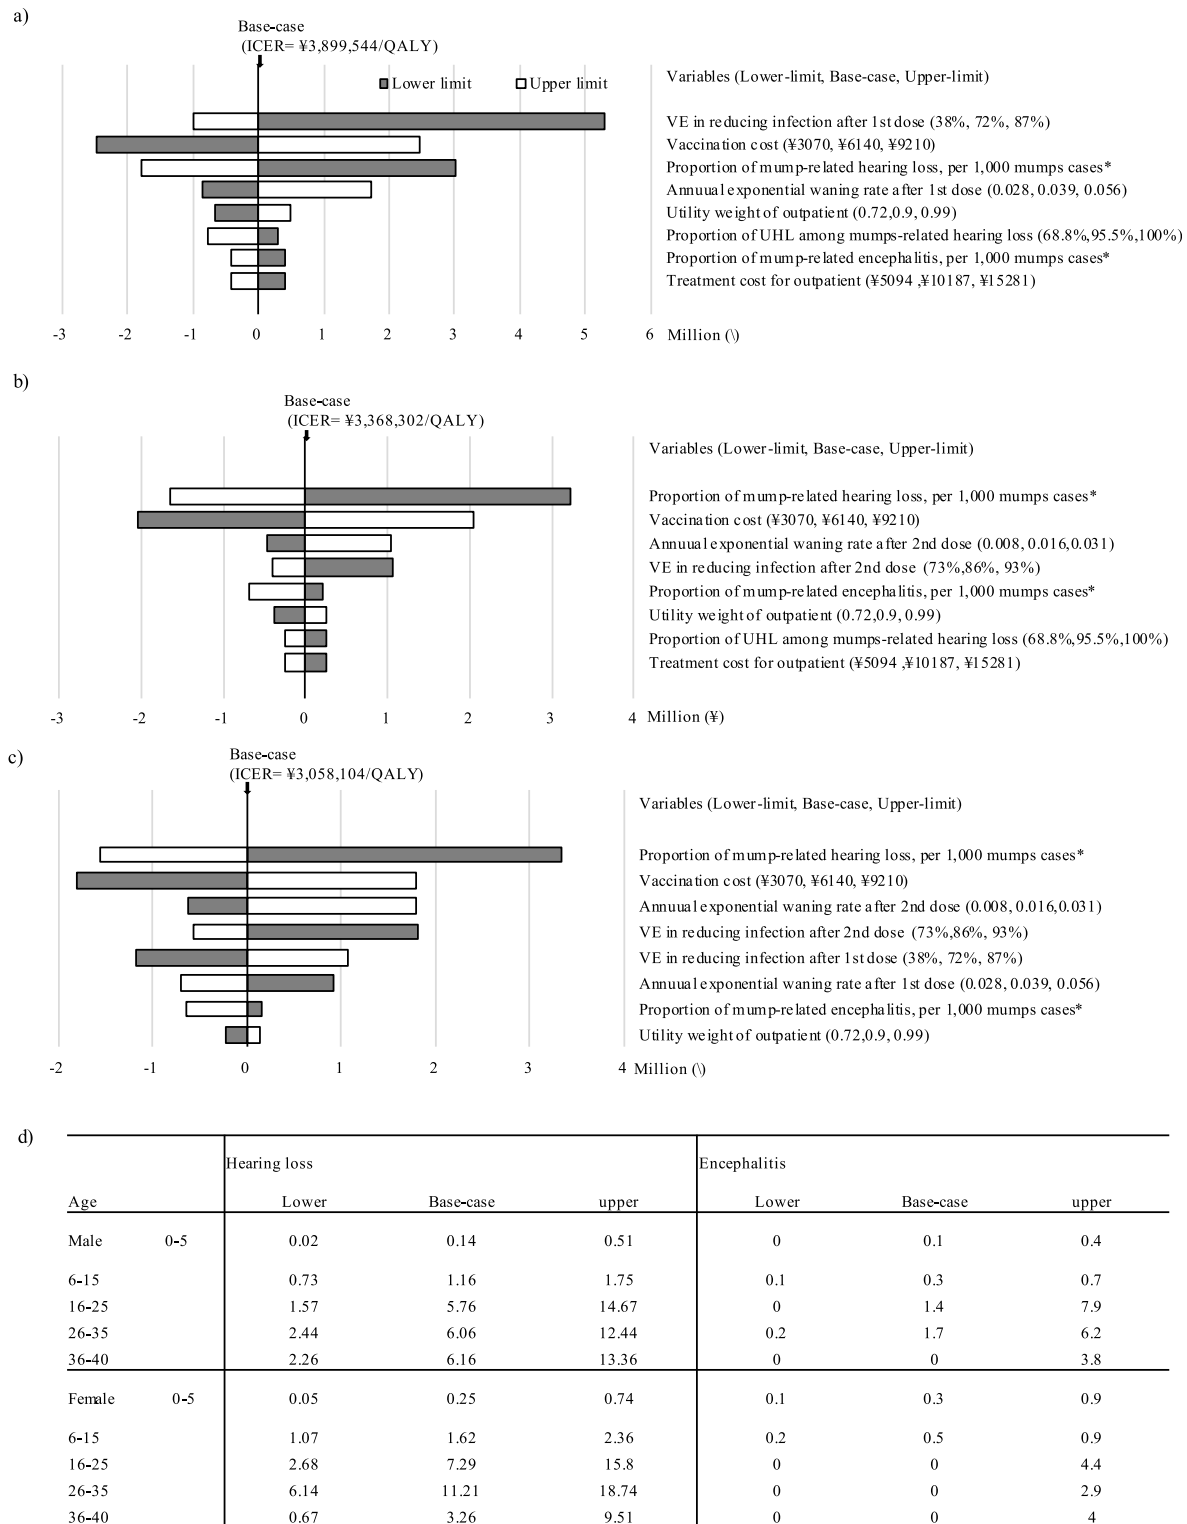 a)
Base-case
(ICER= ¥3,899,544/QALY)
Lower limit Upper limit
Variables (Lower-limit, Base-case, Upper-limit)
VE in reducing infection after 1st dose (38%, 72%, 87%)
Vaccination cost (¥3070, ¥6140, ¥9210)
Proportion of mump-related hearing loss, per 1,000 mumps cases*
Annuual exponential waning rate after 1st dose (0.028, 0.039, 0.056)
Utility weight of outpatient (0.72,0.9, 0.99)
Proportion of UHL among mumps-related hearing loss (68.8%,95.5%,100%)
Proportion of mump-related encephalitis, per 1,000 mumps cases*
Treatment cost for outpatient (¥5094 ,¥10187, ¥15281)
-3 -2 -1 0 1 2 3 4 5 6 Million (\)
b)
Base-case
(ICER= ¥3,368,302/QALY)
Variables (Lower-limit, Base-case, Upper-limit)
Proportion of mump-related hearing loss, per 1,000 mumps cases*
Vaccination cost (¥3070, ¥6140, ¥9210)
Annuual exponential waning rate after 2nd dose (0.008, 0.016,0.031)
VE in reducing infection after 2nd dose (73%,86%, 93%)
Proportion of mump-related encephalitis, per 1,000 mumps cases*
Utility weight of outpatient (0.72,0.9, 0.99)
Proportion of UHL among mumps-related hearing loss (68.8%,95.5%,100%)
Treatment cost for outpatient (¥5094 ,¥10187, ¥15281)
-3 -2 -1 0 1 2 3 4 Million (¥)
c)
Base-case
(ICER= ¥3,058,104/QALY)
Variables (Lower-limit, Base-case, Upper-limit)
Proportion of mump-related hearing loss, per 1,000 mumps cases*
Vaccination cost (¥3070, ¥6140, ¥9210)
Annuual exponential waning rate after 2nd dose (0.008, 0.016,0.031)
VE in reducing infection after 2nd dose (73%,86%, 93%)
VE in reducing infection after 1st dose (38%, 72%, 87%)
Annuual exponential waning rate after 1st dose (0.028, 0.039, 0.056)
Proportion of mump-related encephalitis, per 1,000 mumps cases*
Utility weight of outpatient (0.72,0.9, 0.99)
-2 -1 0 1 2 3 4 Million (\)
d)
Hearing loss Encephalitis
Age Lower Base-case upper Lower Base-case upper
Male 0-5 0.02 0.14 0.51 0 0.1 0.4
6-15 0.73 1.16 1.75 0.1 0.3 0.7
16-25 1.57 5.76 14.67 0 1.4 7.9
26-35 2.44 6.06 12.44 0.2 1.7 6.2
36-40 2.26 6.16 13.36 0 0 3.8
Female 0-5 0.05 0.25 0.74 0.1 0.3 0.9
6-15 1.07 1.62 2.36 0.2 0.5 0.9
16-25 2.68 7.29 15.8 0 0 4.4
26-35 6.14 11.21 18.74 0 0 2.9
36-40 0.67 3.26 9.51 0 0 4